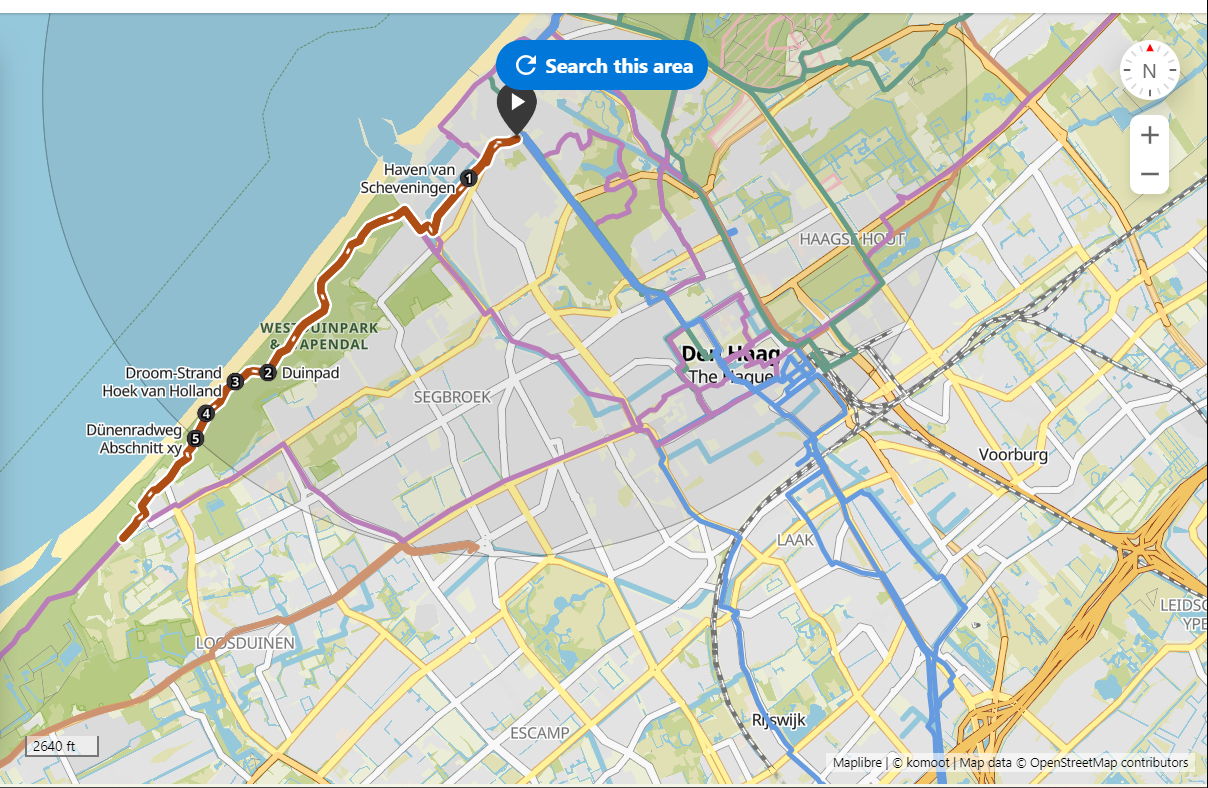 Search this area
N
Haven van
Scheveningen
1
HAAGSE HOUT
WESTDUINPARK
& WAPENDAL
Den Haag
The Hague
Droom-Strand
Hoek van Holland
3
2
Duinpad
SEGBROEK
4
Dünenradweg
Abschnitt xy
5
Voorburg
LAAK
LEIDSC
YPE
LOOSDUINEN
Rijswijk
ESCAMP
2640 ft
Maplibre | © komoot | Map data © OpenStreetMap contributors